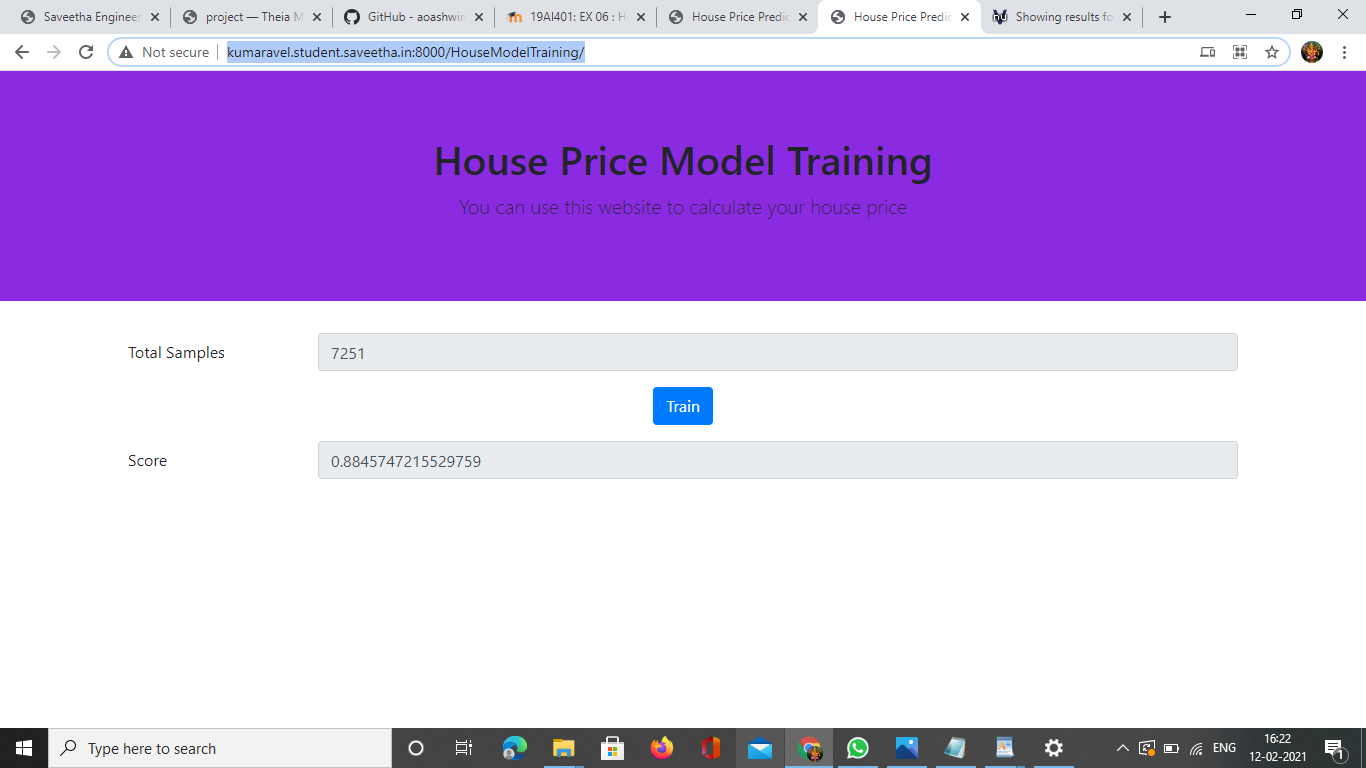 Saveetha Engineer
project — Theia M
GitHub - aoashwin
19AI401: EX 06 : H
House Price Predic
House Price Predic
Showing results fo
Not secure
kumaravel.student.saveetha.in:8000/HouseModelTraining/
House Price Model Training
You can use this website to calculate your house price
Total Samples
7251
Train
Score
0.8845747215529759
Type here to search
ENG
16:22
12-02-2021
1